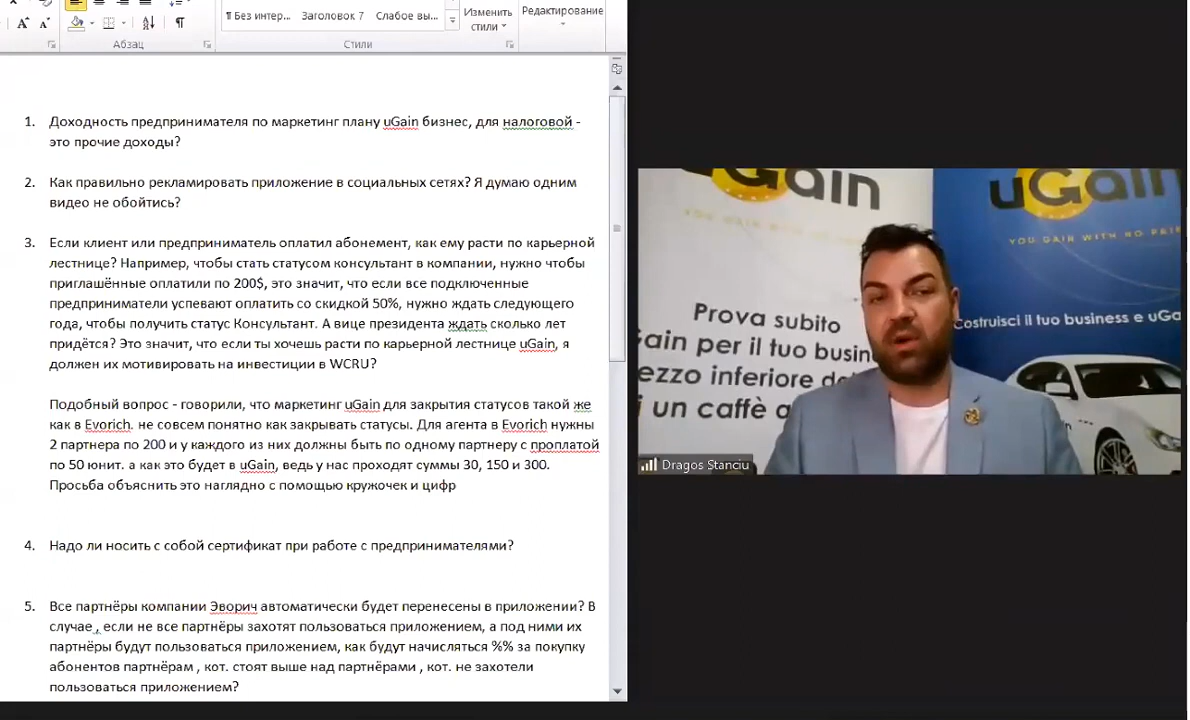 ¶ Без интер...
Заголовок 7
Слабое вы...
Изменить
стили
Редактирование
Абзац
Стили
1. Доходность предпринимателя по маркетинг плану uGain бизнес, для налоговой -
это прочие доходы?
2. Как правильно рекламировать приложение в социальных сетях? Я думаю одним
видео не обойтись?
3. Если клиент или предприниматель оплатил абонемент, как ему расти по карьерной
лестнице? Например, чтобы стать статусом консультант в компании, нужно чтобы
приглашённые оплатили по 200$, это значит, что если все подключенные
предприниматели успевают оплатить со скидкой 50%, нужно ждать следующего
года, чтобы получить статус Консультант. А вице президента ждать сколько лет
придётся? Это значит, что если ты хочешь расти по карьерной лестнице uGain, я
должен их мотивировать на инвестиции в WCRU?
Подобный вопрос - говорили, что маркетинг uGain для закрытия статусов такой же
как в Evorich. не совсем понятно как закрывать статусы. Для агента в Evorich нужны
2 партнера по 200 и у каждого из них должны быть по одному партнеру с проплатой
по 50 юнит. а как это будет в uGain, ведь у нас проходят суммы 30, 150 и 300.
Просьба объяснить это наглядно с помощью кружочек и цифр
4. Надо ли носить с собой сертификат при работе с предпринимателями?
5. Все партнёры компании Эворич автоматически будет перенесены в приложении? В
случае , если не все партнёры захотят пользоваться приложением, а под ними их
партнёры будут пользоваться приложением, как будут начисляться %% за покупку
абонентов партнёрам , кот. стоят выше над партнёрами , кот. не захотели
пользоваться приложением?
uGain
uGain
YOU GAIN WITH NO PAI
Prova subito
Gain per il tuo busin
ezzo inferiore de
i un caffè a
Costruisci il tuo business e uGa
Dragos Stanciu